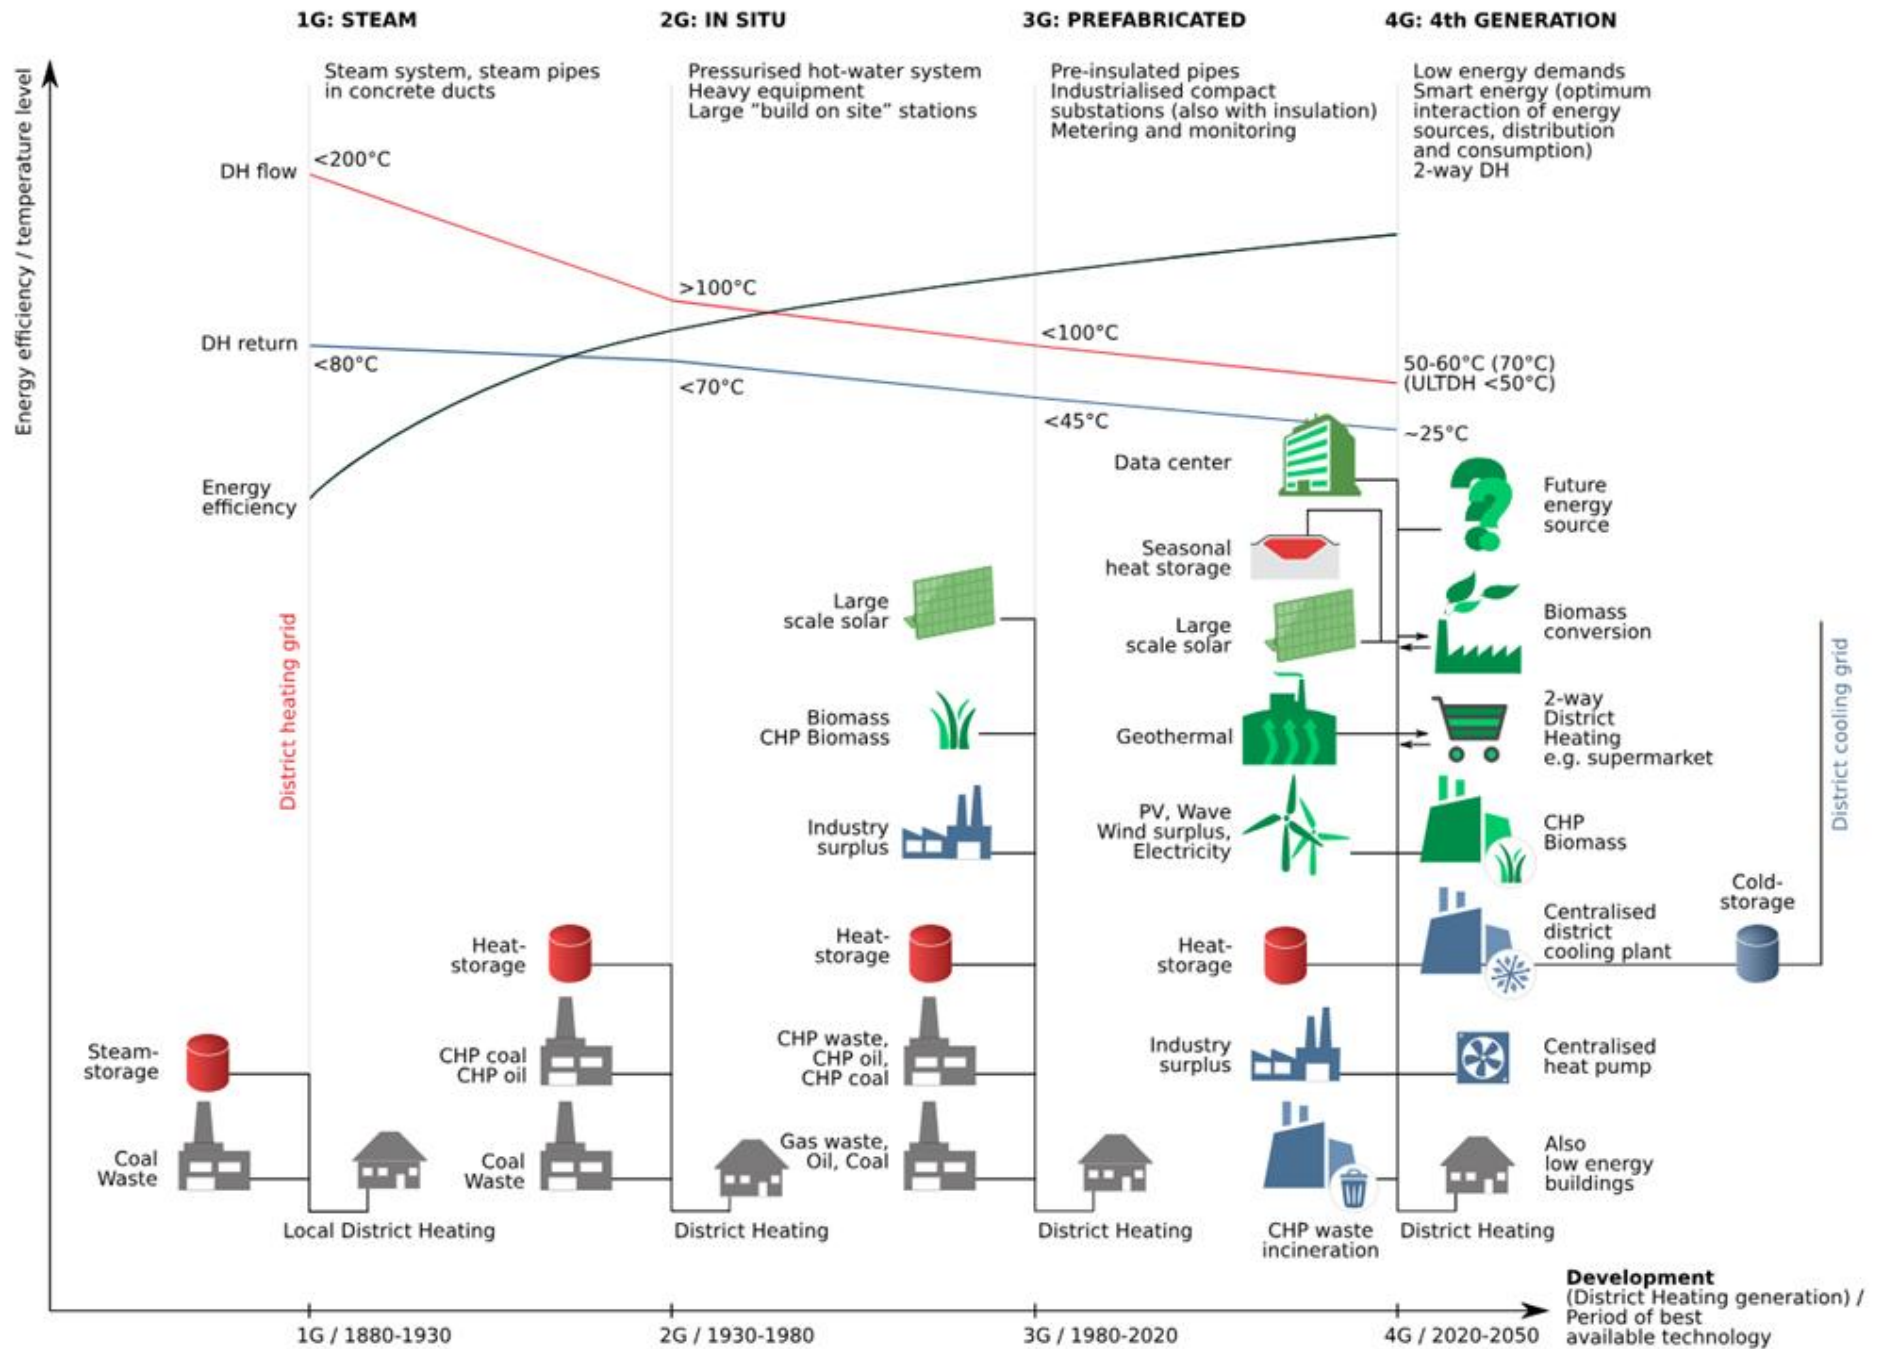 1G: STEAM
2G: IN SITU
3G: PREFABRICATED
4G: 4th GENERATION
Steam system, steam pipes
in concrete ducts
Pressurised hot-water system
Heavy equipment
Large “build on site” stations
Pre-insulated pipes
Industrialised compact
substations (also with insulation)
Metering and monitoring
Low energy demands
Smart energy (optimum
interaction of energy
sources, distribution
and consumption)
2-way DH
Energy efficiency / temperature level
DH flow
<200°C
>100°C
<100°C
50-60°C (70°C)
(ULTDH <50°C)
DH return
<80°C
<70°C
<45°C
~25°C
Energy
efficiency
District heating grid
Steam-
storage
Coal
Waste
Local District Heating
Heat-
storage
CHP coal
CHP oil
Coal
Waste
District Heating
Large
scale solar
Biomass
CHP Biomass
Industry
surplus
Heat-
storage
CHP waste,
CHP oil,
CHP coal
Gas waste,
Oil, Coal
District Heating
Data center
Seasonal
heat storage
Large
scale solar
Geothermal
PV, Wave
Wind surplus,
Electricity
Heat-
storage
Industry
surplus
CHP waste
incineration
Future
energy
source
Biomass
conversion
2-way
District
Heating
e.g. supermarket
CHP
Biomass
Centralised
district
cooling plant
Centralised
heat pump
Also
low energy
buildings
District Heating
Cold-
storage
District cooling grid
Development
(District Heating generation) /
Period of best
available technology
1G / 1880-1930
2G / 1930-1980
3G / 1980-2020
4G / 2020-2050